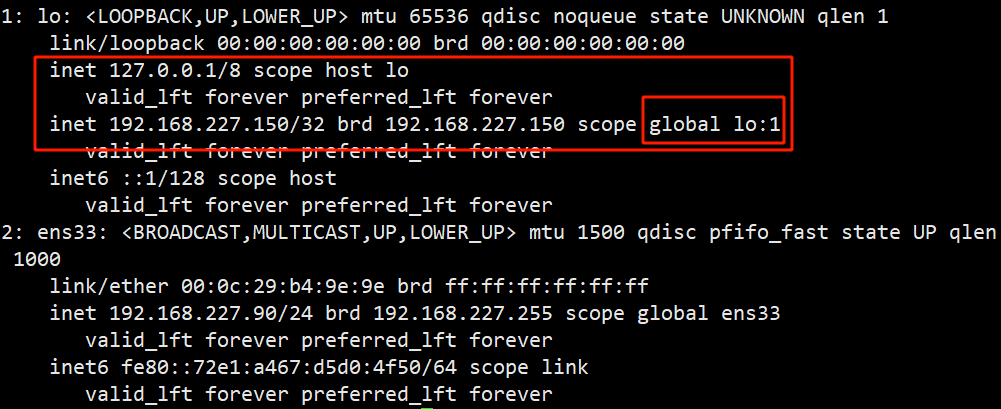 1: lo: <LOOPBACK,UP,LOWER_UP> mtu 65536 qdisc noqueue state UNKNOWN qlen 1
    link/loopback 00:00:00:00:00:00 brd 00:00:00:00:00:00
    inet 127.0.0.1/8 scope host lo
       valid_lft forever preferred_lft forever
    inet 192.168.227.150/32 brd 192.168.227.150 scope global lo:1
       valid_lft forever preferred_lft forever
    inet6 ::1/128 scope host
       valid_lft forever preferred_lft forever
2: ens33: <BROADCAST,MULTICAST,UP,LOWER_UP> mtu 1500 qdisc pfifo_fast state UP qlen
 1000
    link/ether 00:0c:29:b4:9e:9e brd ff:ff:ff:ff:ff:ff
    inet 192.168.227.90/24 brd 192.168.227.255 scope global ens33
       valid_lft forever preferred_lft forever
    inet6 fe80::72e1:a467:d5d0:4f50/64 scope link
       valid_lft forever preferred_lft forever